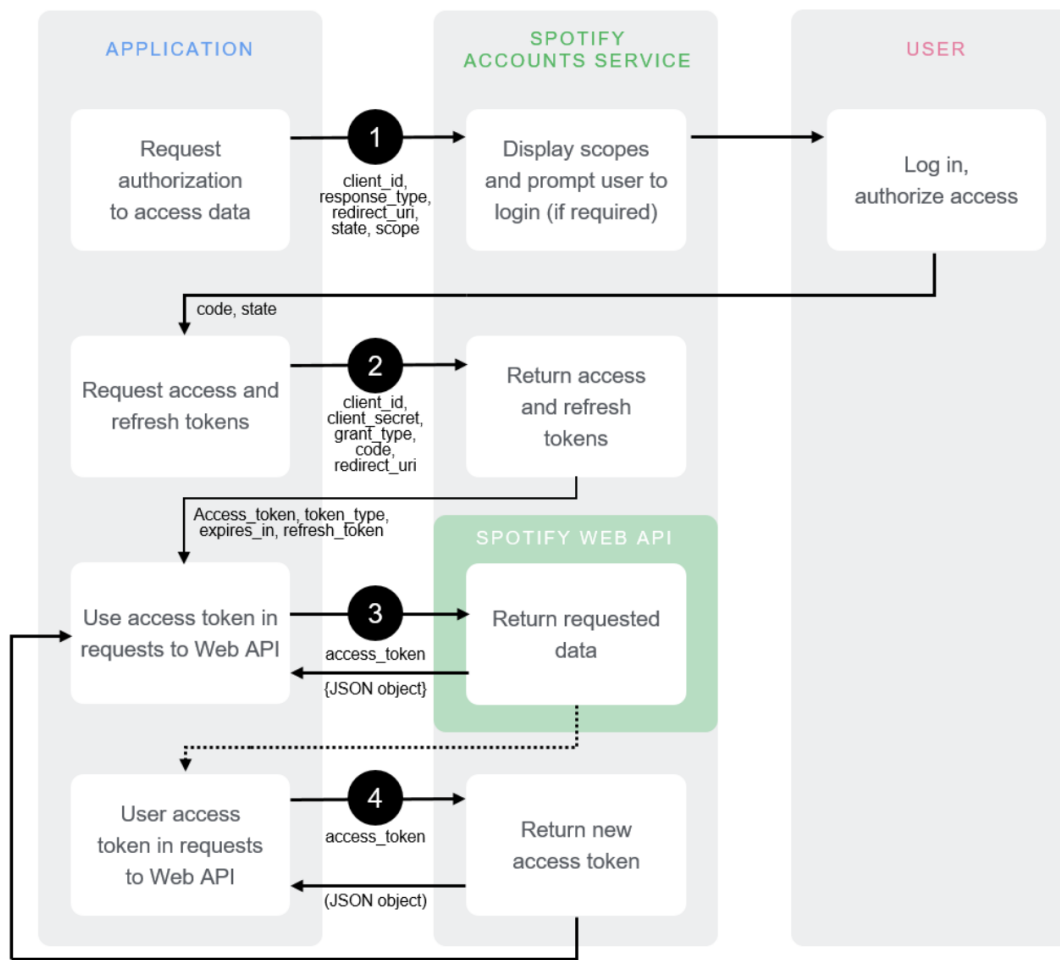 APPLICATION
SPOTIFY
ACCOUNTS SERVICE
USER
Request
authorization
to access data
1
client_id,
response_type,
redirect_uri,
state, scope
Display scopes
and prompt user to
login (if required)
Log in,
authorize access
code, state
Request access and
refresh tokens
2
client_id,
client_secret,
grant_type,
code,
redirect_uri
Return access
and refresh
tokens
Access_token, token_type,
expires_in, refresh_token
SPOTIFY WEB API
Use access token in
requests to Web API
3
access_token
{JSON object}
Return requested
data
User access
token in requests
to Web API
4
access_token
(JSON object)
Return new
access token